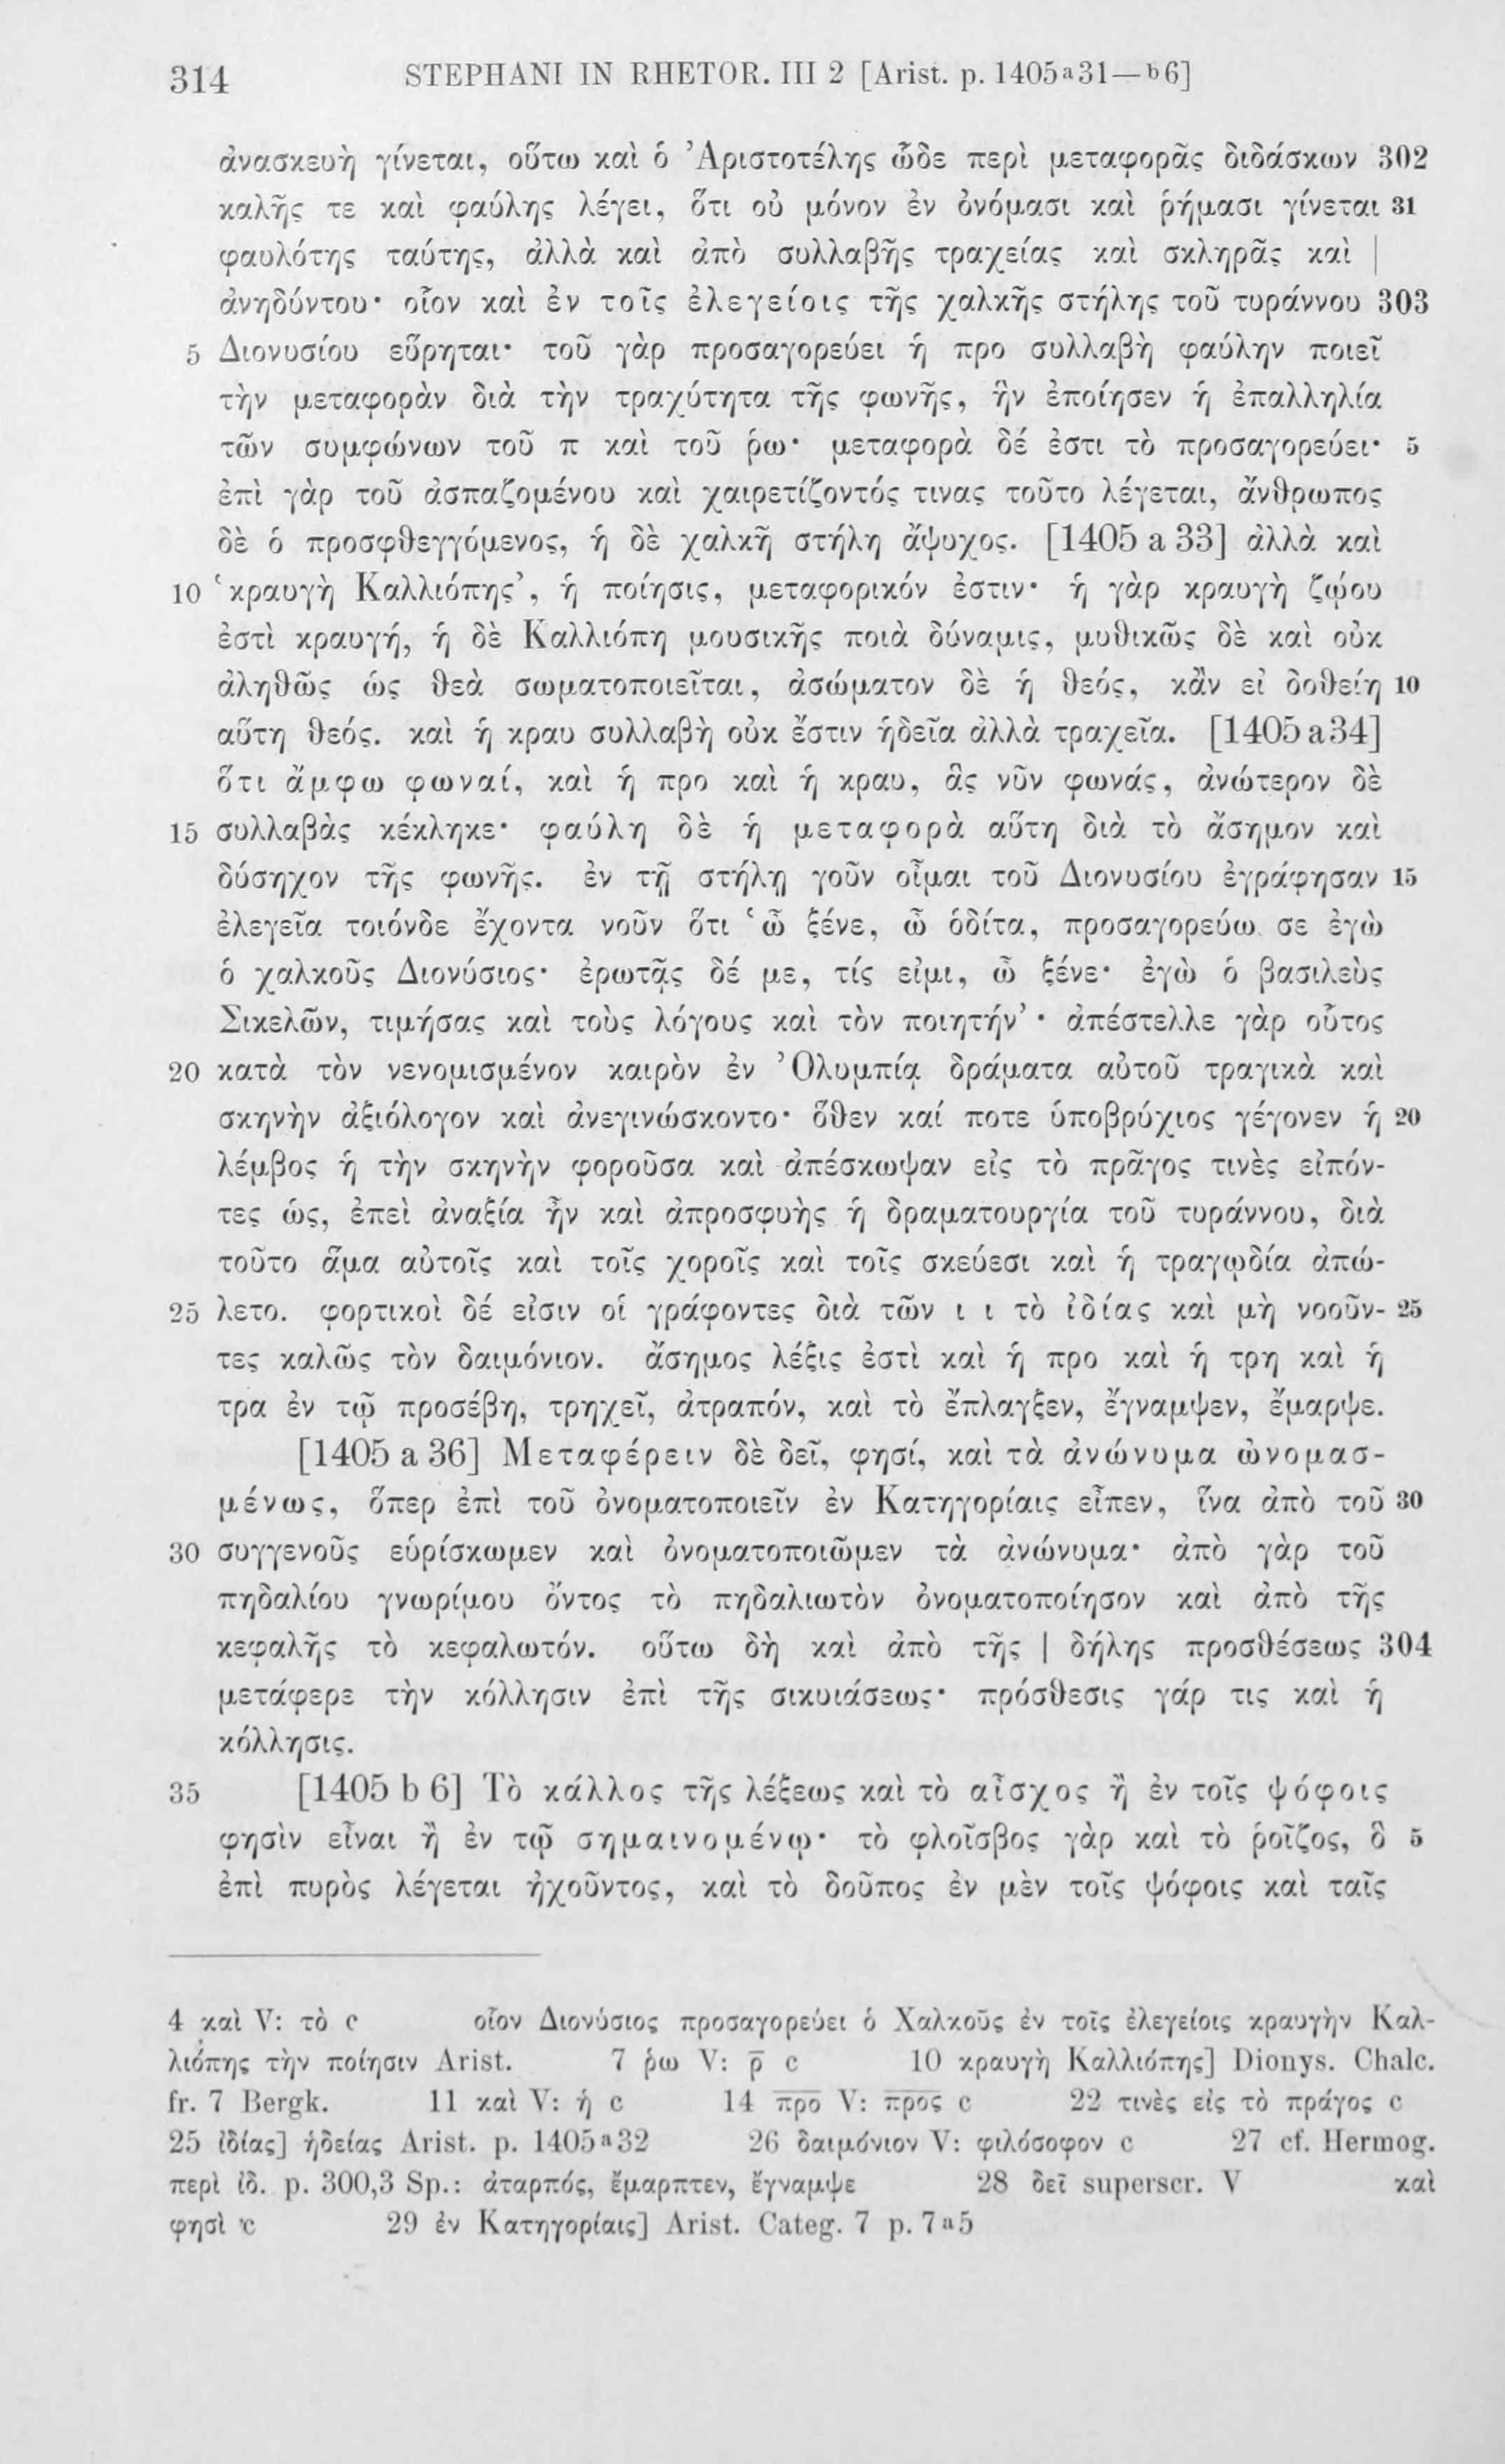 314 STEPHANI IN RHETOR. III 2 [Arist. p. 1405a31—b6]
ἀνασκευὴ γίνεται, οὕτω καὶ ὁ Ἀριστοτέλης ὧδε περὶ μεταφορᾶς διδάσκων 302
καλῆς τε καὶ φαύλης λέγει, ὅτι οὐ μόνον ἐν ὀνόμασι καὶ ῥήμασι γίνεται 31
φαυλότης ταύτης, ἀλλὰ καὶ ἀπὸ συλλαβῆς τραχείας καὶ σκληρᾶς καὶ |
ἀνηδύντου· οἷον καὶ ἐν τοῖς ἐλεγείοις τῆς χαλκῆς στήλης τοῦ τυράννου 303
5 Διονυσίου εὕρηται· τοῦ γὰρ προσαγορεύει ἡ προ συλλαβὴ φαύλην ποιεῖ
τὴν μεταφορὰν διὰ τὴν τραχύτητα τῆς φωνῆς, ἣν ἐποίησεν ἡ ἐπαλληλία
τῶν συμφώνων τοῦ π καὶ τοῦ ῥω· μεταφορὰ δέ ἐστι τὸ προσαγορεύει· 5
ἐπὶ γὰρ τοῦ ἀσπαζομένου καὶ χαιρετίζοντός τινας τοῦτο λέγεται, ἄνθρωπος
δὲ ὁ προσφθεγγόμενος, ἡ δὲ χαλκῆ στήλη ἄψυχος. [1405 a 33] ἀλλὰ καὶ
10 ‘κραυγὴ Καλλιόπης’, ἡ ποίησις, μεταφορικόν ἐστιν· ἡ γὰρ κραυγὴ ζῴου
ἐστὶ κραυγή, ἡ δὲ Καλλιόπη μουσικῆς ποιὰ δύναμις, μυθικῶς δὲ καὶ οὐκ
ἀληθῶς ὡς θεὰ σωματοποιεῖται, ἀσώματον δὲ ἡ θεός, κἂν εἰ δοθείη 10
αὕτη θεός. καὶ ἡ κραυ συλλαβὴ οὐκ ἔστιν ἡδεῖα ἀλλὰ τραχεῖα. [1405 a34]
ὅτι ἄμφω φωναί, καὶ ἡ προ καὶ ἡ κραυ, ἃς νῦν φωνάς, ἀνώτερον δὲ
15 συλλαβὰς κέκληκε· φαύλη δὲ ἡ μεταφορὰ αὕτη διὰ τὸ ἄσημον καὶ
δύσηχον τῆς φωνῆς. ἐν τῇ στήλῃ γοῦν οἶμαι τοῦ Διονυσίου ἐγράφησαν 15
ἐλεγεῖα τοιόνδε ἔχοντα νοῦν ὅτι ‘ὦ ξένε, ὦ ὁδίτα, προσαγορεύω σε ἐγὼ
ὁ χαλκοῦς Διονύσιος· ἐρωτᾷς δέ με, τίς εἰμι, ὦ ξένε· ἐγὼ ὁ βασιλεὺς
Σικελῶν, τιμήσας καὶ τοὺς λόγους καὶ τὸν ποιητήν’· ἀπέστελλε γὰρ οὗτος
20 κατὰ τὸν νενομισμένον καιρὸν ἐν Ὀλυμπίᾳ δράματα αὐτοῦ τραγικὰ καὶ
σκηνὴν ἀξιόλογον καὶ ἀνεγινώσκοντο· ὅθεν καί ποτε ὑποβρύχιος γέγονεν ἡ 20
λέμβος ἡ τὴν σκηνὴν φοροῦσα καὶ ἀπέσκωψαν εἰς τὸ πρᾶγος τινὲς εἰπόν-
τες ὡς, ἐπεὶ ἀναξία ἦν καὶ ἀπροσφυὴς ἡ δραματουργία τοῦ τυράννου, διὰ
τοῦτο ἅμα αὐτοῖς καὶ τοῖς χοροῖς καὶ τοῖς σκεύεσι καὶ ἡ τραγῳδία ἀπώ-
25 λετο. φορτικοὶ δέ εἰσιν οἱ γράφοντες διὰ τῶν ι ι τὸ ἰδίας καὶ μὴ νοοῦν- 25
τες καλῶς τὸν δαιμόνιον. ἄσημος λέξις ἐστὶ καὶ ἡ προ καὶ ἡ τρη καὶ ἡ
τρα ἐν τῷ προσέβη, τρηχεῖ, ἀτραπόν, καὶ τὸ ἔπλαγξεν, ἔγναμψεν, ἔμαρψε.
[1405 a 36] Μεταφέρειν δὲ δεῖ, φησί, καὶ τὰ ἀνώνυμα ὠνομασ-
μένως, ὅπερ ἐπὶ τοῦ ὀνοματοποιεῖν ἐν Κατηγορίαις εἶπεν, ἵνα ἀπὸ τοῦ 30
30 συγγενοῦς εὑρίσκωμεν καὶ ὀνοματοποιῶμεν τὰ ἀνώνυμα· ἀπὸ γὰρ τοῦ
πηδαλίου γνωρίμου ὄντος τὸ πηδαλιωτὸν ὀνοματοποίησον καὶ ἀπὸ τῆς
κεφαλῆς τὸ κεφαλωτόν. οὕτω δὴ καὶ ἀπὸ τῆς | δήλης προσθέσεως 304
μετάφερε τὴν κόλλησιν ἐπὶ τῆς σικυιάσεως· πρόσθεσις γάρ τις καὶ ἡ
κόλλησις.
35 [1405 b 6] Τὸ κάλλος τῆς λέξεως καὶ τὸ αἶσχος ἢ ἐν τοῖς ψόφοις
φησὶν εἶναι ἢ ἐν τῷ σημαινομένῳ· τὸ φλοῖσβος γὰρ καὶ τὸ ῥοῖζος, ὃ 5
ἐπὶ πυρὸς λέγεται ἠχοῦντος, καὶ τὸ δοῦπος ἐν μὲν τοῖς ψόφοις καὶ ταῖς
4 καὶ V: τὸ c οἷον Διονύσιος προσαγορεύει ὁ Χαλκοῦς ἐν τοῖς ἐλεγείοις κραυγὴν Καλ-
λιόπης τὴν ποίησιν Arist. 7 ῥω V: ρ̄ c 10 κραυγὴ Καλλιόπης] Dionys. Chalc.
fr. 7 Bergk. 11 καὶ V: ἡ c 14 π̅ρ̅ο̅ V: π̅ρ̅ο̅ς̅ c 22 τινὲς εἰς τὸ πράγος c
25 ἰδίας] ἡδείας Arist. p. 1405a32 26 δαιμόνιον V: φιλόσοφον c 27 cf. Hermog.
περὶ ἰδ. p. 300,3 Sp.: ἀταρπός, ἔμαρπτεν, ἔγναμψε 28 δεῖ superscr. V καὶ
φησὶ c 29 ἐν Κατηγορίαις] Arist. Categ. 7 p. 7a5